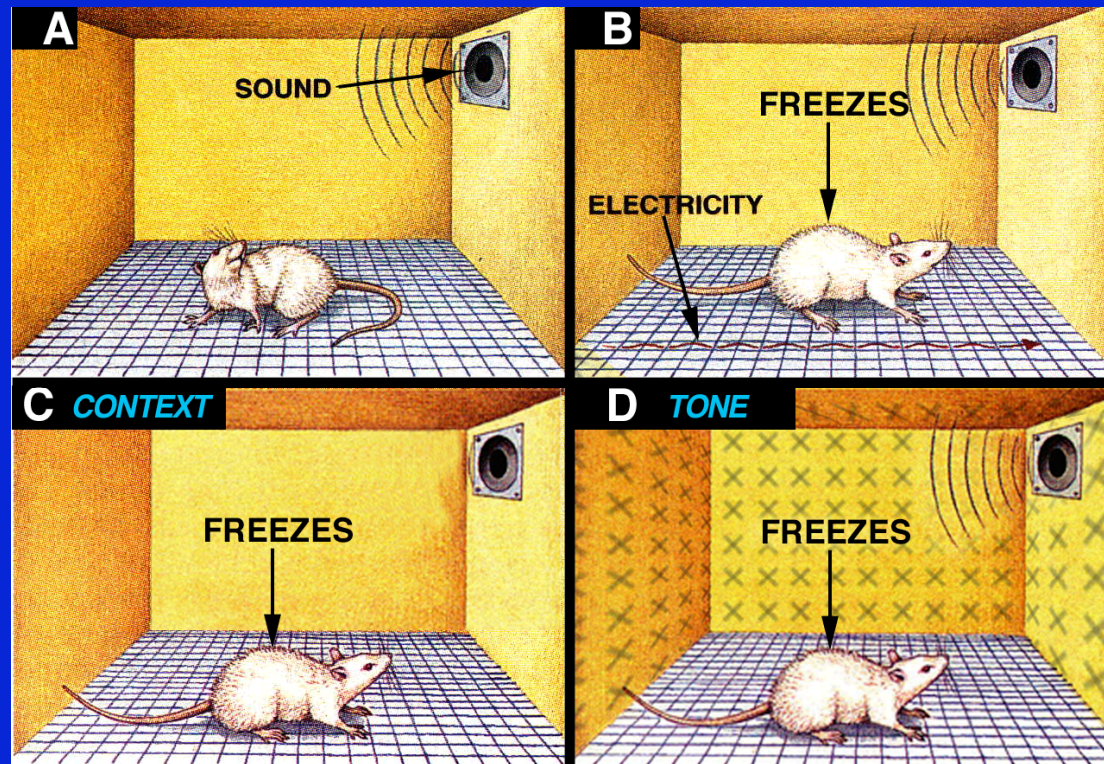 A
SOUND
B
FREEZES
ELECTRICITY
C CONTEXT
FREEZES
D TONE
FREEZES